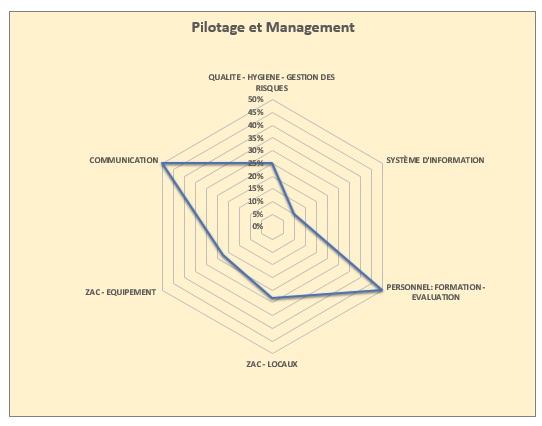 Pilotage et Management
QUALITE - HYGIENE - GESTION DES
RISQUES
50%
45%
40%
35%
30%
25%
20%
15%
10%
5%
0%
COMMUNICATION
SYSTÈME D'INFORMATION
ZAC - EQUIPEMENT
PERSONNEL: FORMATION -
EVALUATION
ZAC - LOCAUX